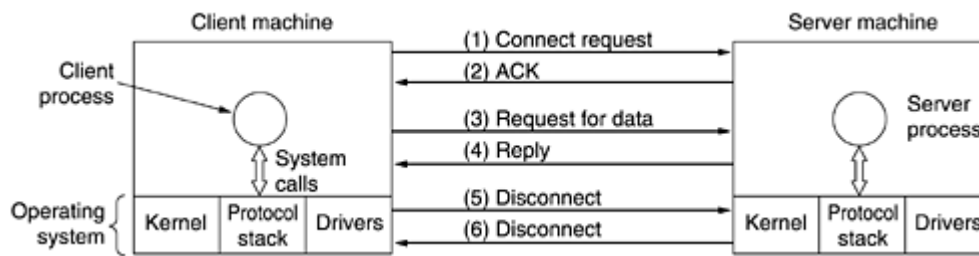 Client machine
Server machine
(1) Connect request
(2) ACK
Client
process
(3) Request for data
Server
process
(4) Reply
System
calls
(5) Disconnect
Operating
system
Kernel
Protocol
stack
Drivers
(6) Disconnect
Kernel
Protocol
stack
Drivers